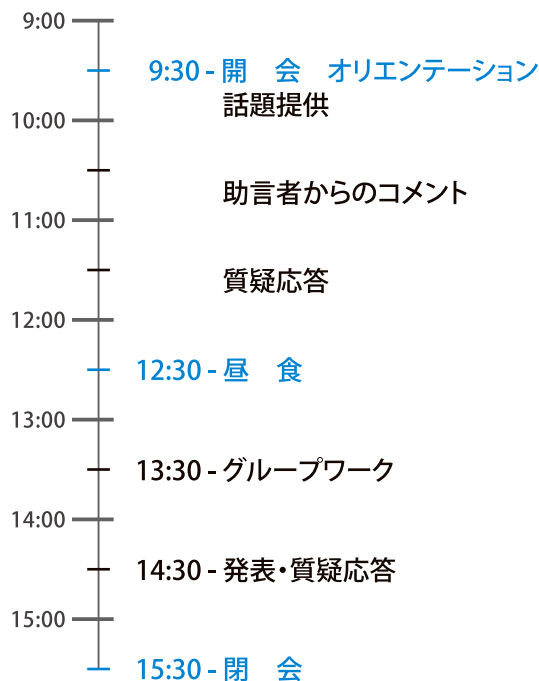 9:00
9:30 - 開　会　オリエンテーション
話題提供
10:00
助言者からのコメント
11:00
質疑応答
12:00
12:30 - 昼　食
13:00
13:30 - グループワーク
14:00
14:30 - 発表・質疑応答
15:00
15:30 - 閉　会